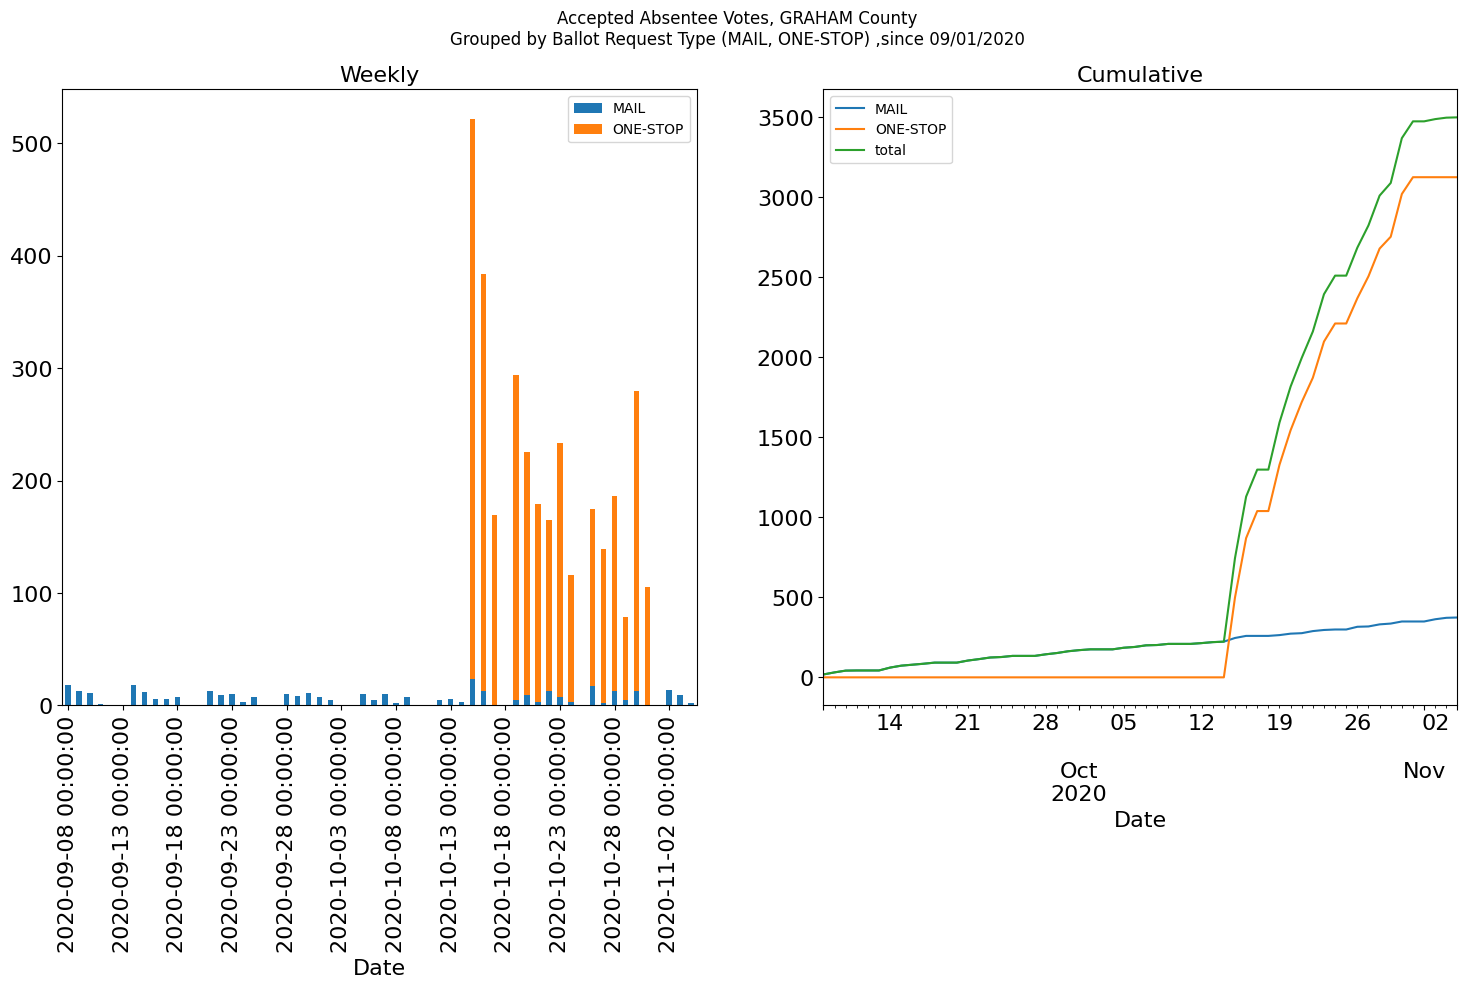 Accepted Absentee Votes, GRAHAM County
Grouped by Ballot Request Type (MAIL, ONE-STOP) ,since 09/01/2020
Weekly
MAIL
ONE-STOP
500
400
300
200
100
0
2020-09-08 00:00:00
2020-09-13 00:00:00
2020-09-18 00:00:00
2020-09-23 00:00:00
2020-09-28 00:00:00
2020-10-03 00:00:00
2020-10-08 00:00:00
2020-10-13 00:00:00
2020-10-18 00:00:00
2020-10-23 00:00:00
2020-10-28 00:00:00
2020-11-02 00:00:00
Date
Cumulative
MAIL
ONE-STOP
total
3500
3000
2500
2000
1500
1000
500
0
14 21 28 05 12 19 26 02
Oct Nov
2020
Date